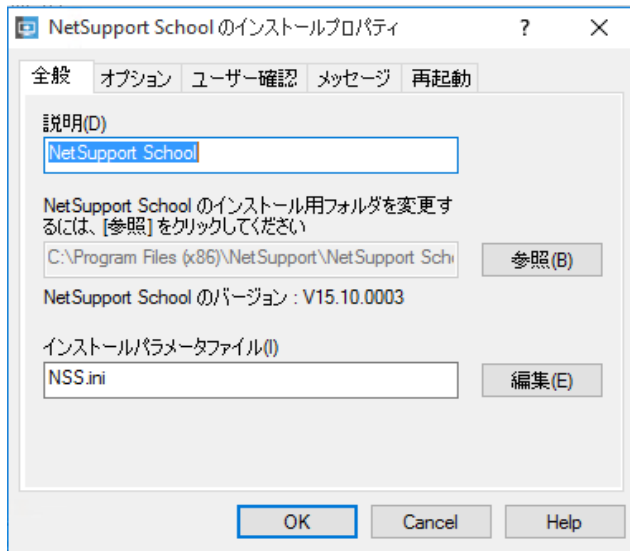 NetSupport School のインストールプロパティ
全般 オプション ユーザー確認 メッセージ 再起動
説明(D)
NetSupport School
NetSupport School のインストール用フォルダを変更す
るには、[参照] をクリックしてください
C:\Program Files (x86)\NetSupport\NetSupport Scho 参照(B)
NetSupport School のバージョン : V15.10.0003
インストールパラメータファイル(I)
NSS.ini 編集(E)
OK Cancel Help